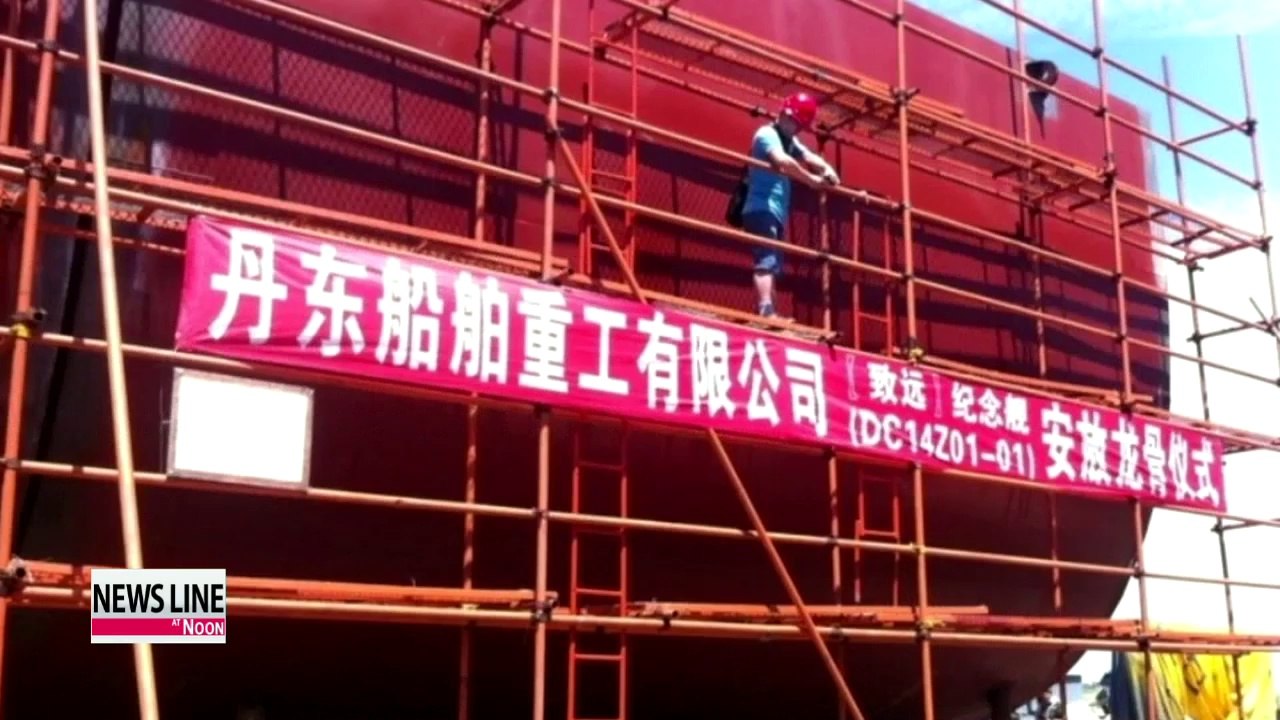 丹东船舶重工有限公司
〖致远〗纪念舰
(DC14Z01-01)
安放龙骨仪式
NEWS LINE
AT NOON